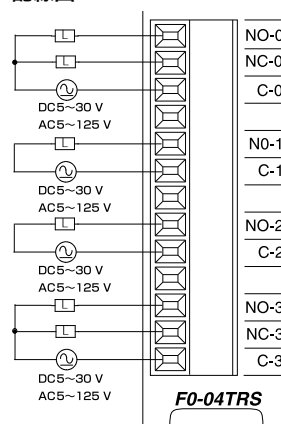 L
NO-0
L
NC-0
C-0
DC5~30 V
AC5~125 V
L
N0-1
C-1
DC5~30 V
AC5~125 V
L
NO-2
C-2
DC5~30 V
AC5~125 V
L
NO-3
L
NC-3
C-3
DC5~30 V
AC5~125 V
F0-04TRS